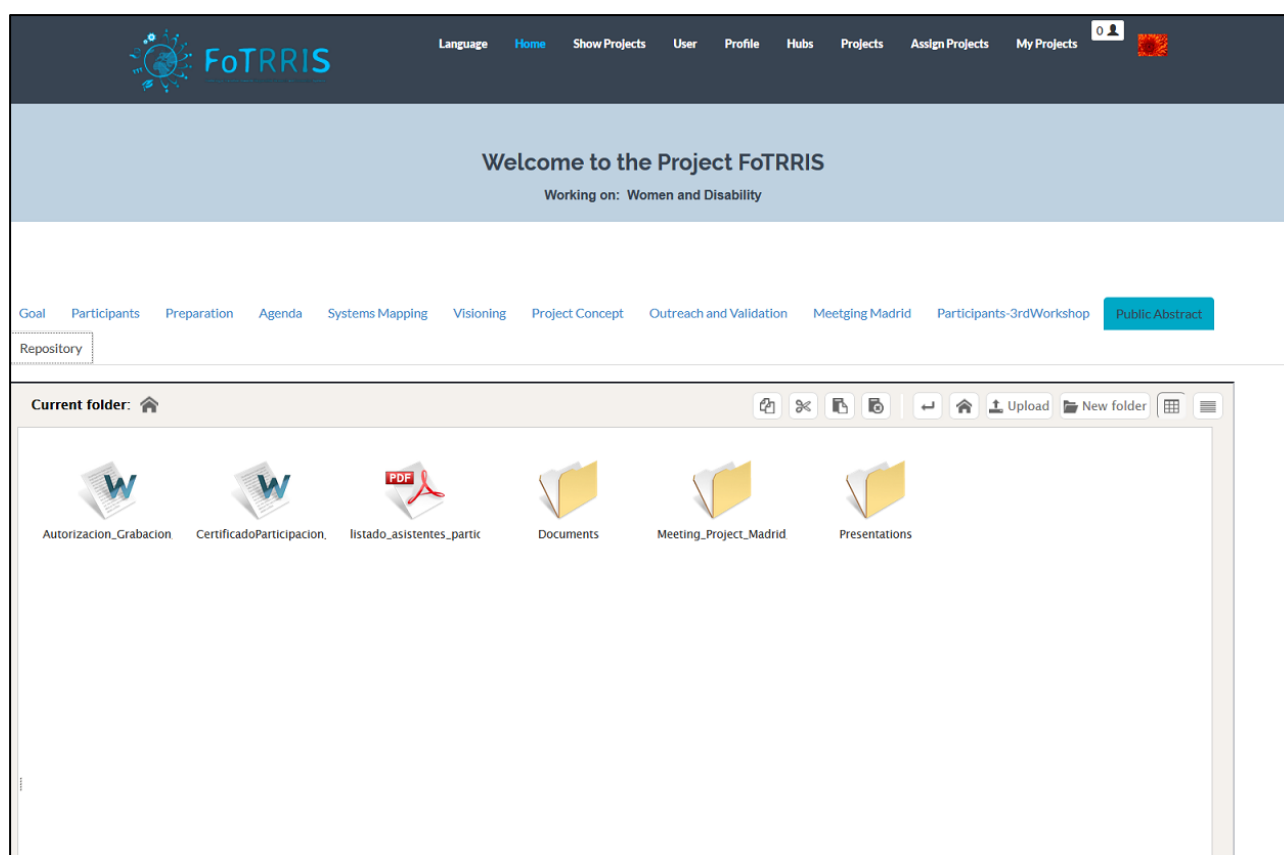 FoTRRIS
Language Home Show Projects User Profile Hubs Projects Assign Projects My Projects 0
Welcome to the Project FoTRRIS
Working on: Women and Disability
Goal Participants Preparation Agenda Systems Mapping Visioning Project Concept Outreach and Validation Meetging Madrid Participants-3rdWorkshop Public Abstract
Repository
Current folder: Upload New folder
W W PDF
Autorizacion_Grabacion CertificadoParticipacion_ listado_asistentes_partic Documents Meeting_Project_Madrid Presentations